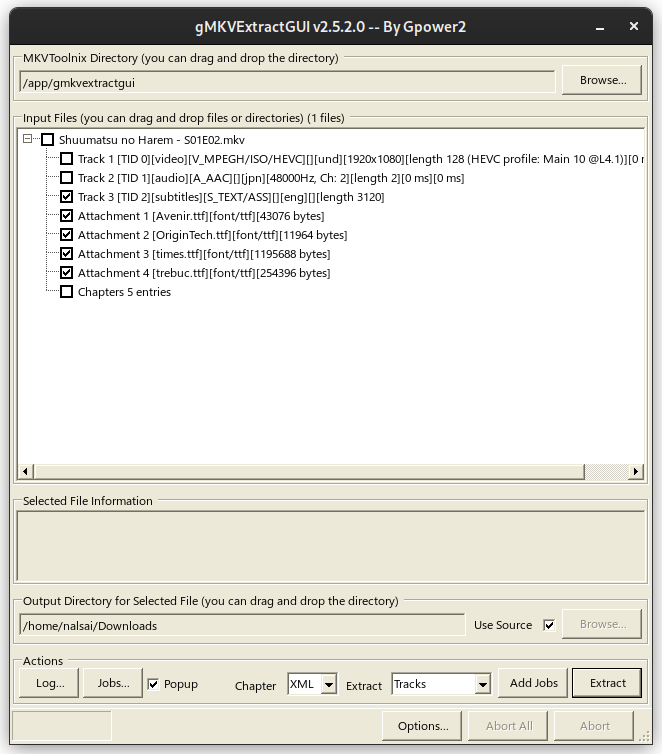 gMKVExtractGUI v2.5.2.0 -- By Gpower2
MKVToolnix Directory (you can drag and drop the directory)
/app/gmkvextractgui
Browse...
Input Files (you can drag and drop files or directories) (1 files)
Shuumatsu no Harem - S01E02.mkv
Track 1 [TID 0][video][V_MPEGH/ISO/HEVC][][und][1920x1080][length 128 (HEVC profile: Main 10 @L4.1)][0 m
Track 2 [TID 1][audio][A_AAC][][jpn][48000Hz, Ch: 2][length 2][0 ms][0 ms]
Track 3 [TID 2][subtitles][S_TEXT/ASS][][eng][][length 3120]
Attachment 1 [Avenir.ttf][font/ttf][43076 bytes]
Attachment 2 [OriginTech.ttf][font/ttf][11964 bytes]
Attachment 3 [times.ttf][font/ttf][1195688 bytes]
Attachment 4 [trebuc.ttf][font/ttf][254396 bytes]
Chapters 5 entries
Selected File Information
Output Directory for Selected File (you can drag and drop the directory)
/home/nalsai/Downloads
Use Source
Browse...
Actions
Log... Jobs... Popup Chapter XML Extract Tracks Add Jobs Extract
Options... Abort All Abort